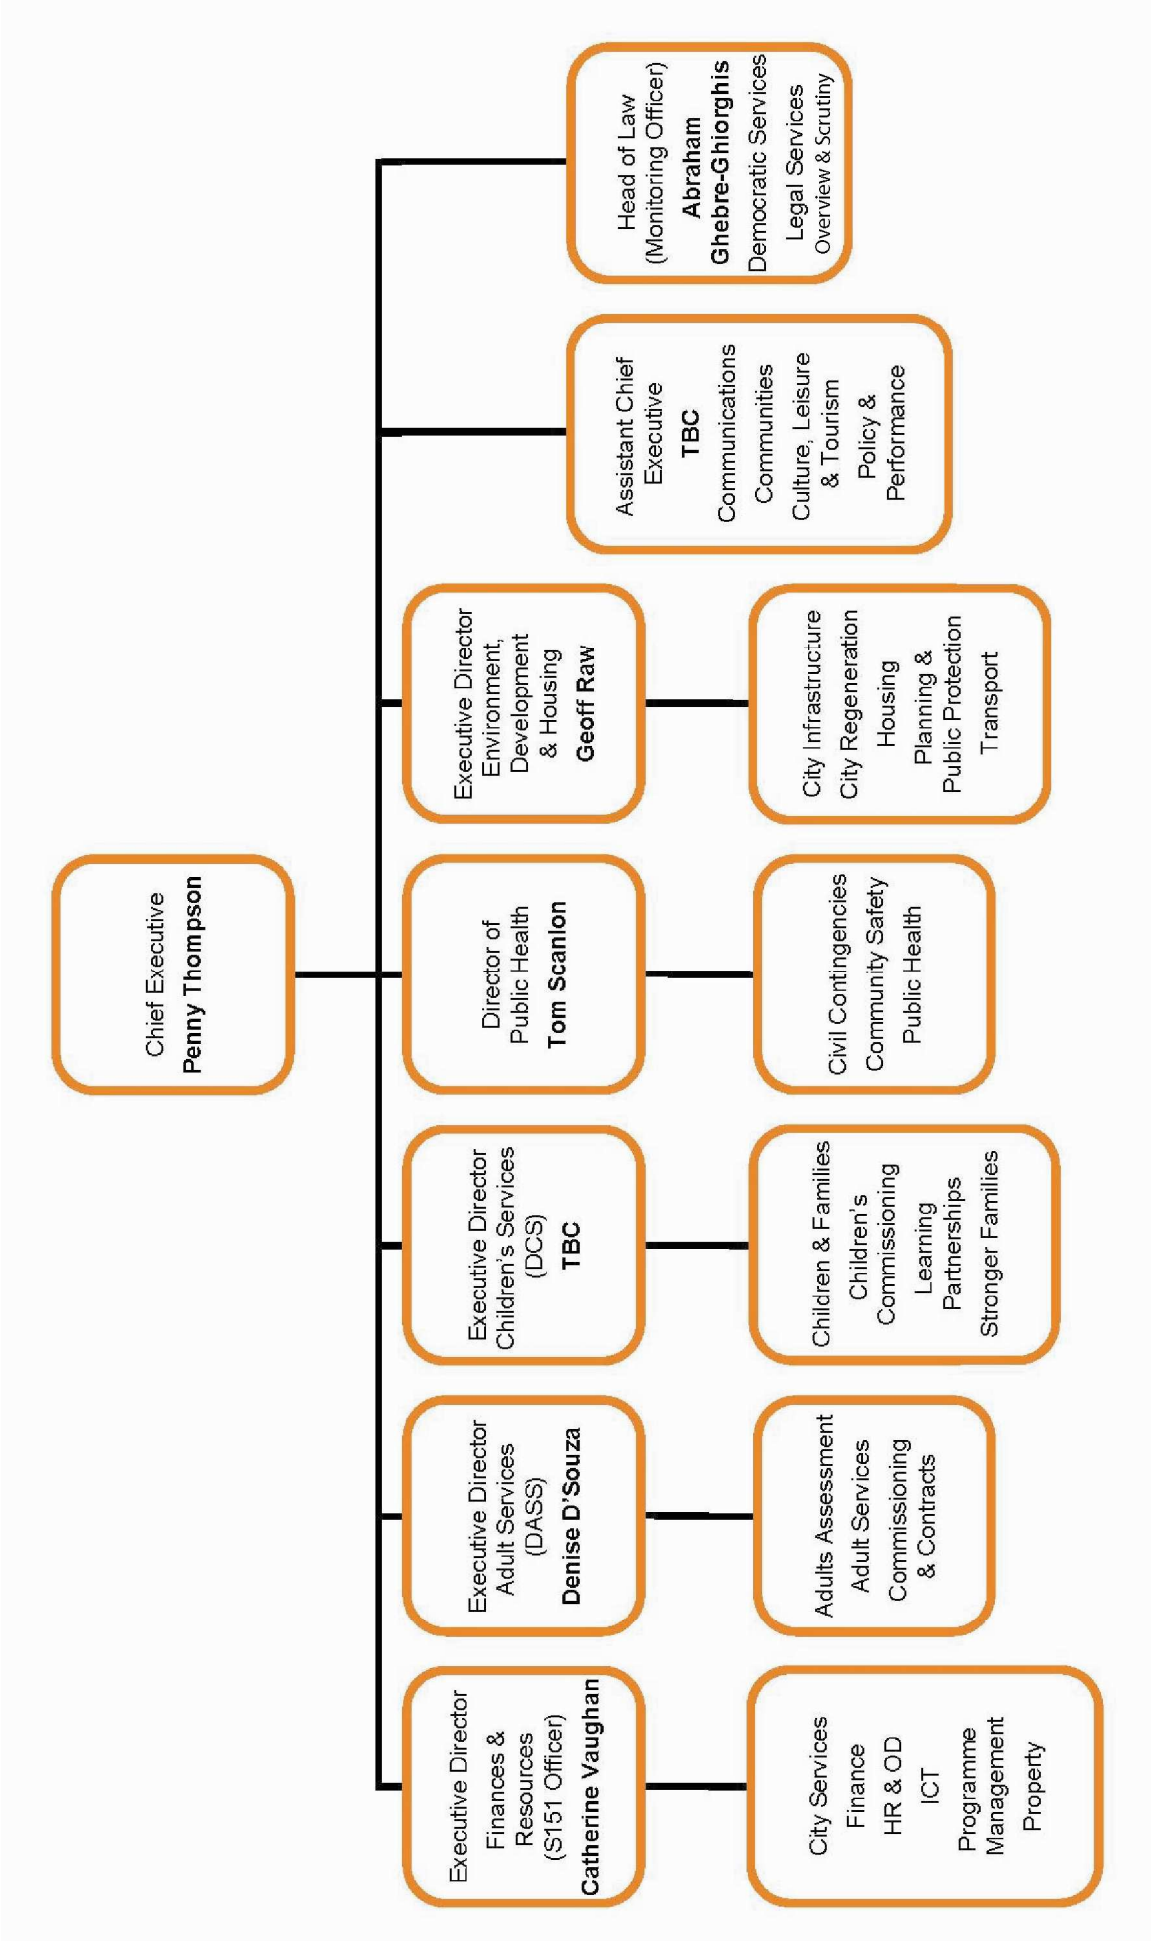 Chief Executive
Penny Thompson
Executive Director
Finances &
Resources
(S151 Officer)
Catherine Vaughan
Executive Director
Adult Services
(DASS)
Denise D'Souza
Executive Director
Children's Services
(DCS)
TBC
Director of
Public Health
Tom Scanlon
Executive Director
Environment,
Development
& Housing
Geoff Raw
Assistant Chief
Executive
TBC
Communications
Communities
Culture, Leisure
& Tourism
Policy &
Performance
Head of Law
(Monitoring Officer)
Abraham
Ghebre-Ghiorghis
Democratic Services
Legal Services
Overview & Scrutiny
City Services
Finance
HR & OD
ICT
Programme
Management
Property
Adults Assessment
Adult Services
Commissioning
& Contracts
Children & Families
Children's
Commissioning
Learning
Partnerships
Stronger Families
Civil Contingencies
Community Safety
Public Health
City Infrastructure
City Regeneration
Housing
Planning &
Public Protection
Transport